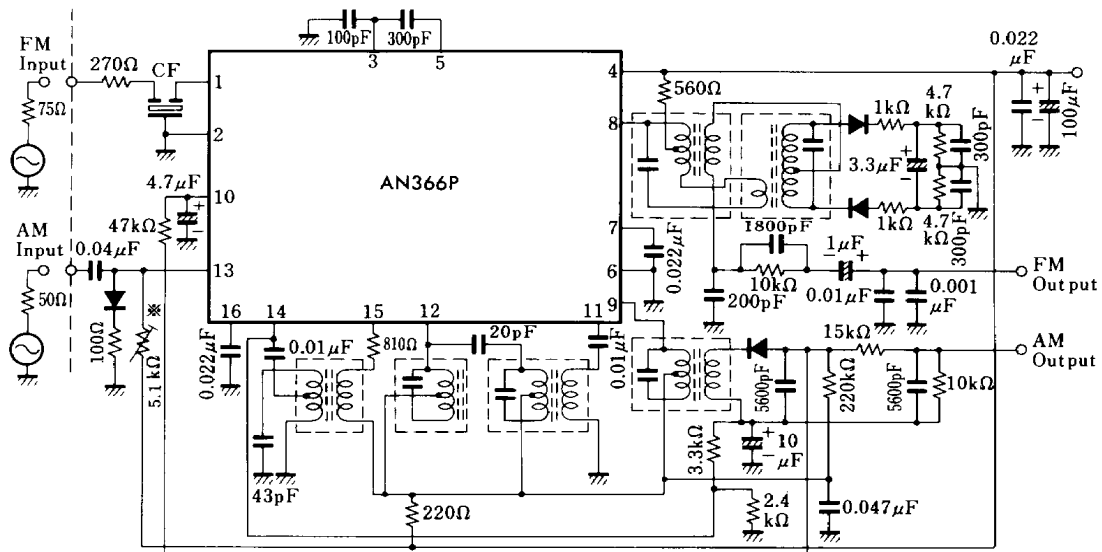 FM
Input
270Ω
CF
75Ω
100pF
300pF
3
5
1
2
4
8
7
6
9
10
13
AN366P
4.7μF
+
-
47kΩ
AM
Input
0.04μF
50Ω
100Ω
※
5.1kΩ
16
14
15
12
11
0.022μF
0.01μF
810Ω
20pF
0.01μF
43pF
220Ω
560Ω
0.022
μF
+
-
100μF
1kΩ
4.7
kΩ
300pF
3.3μF
+
-
1kΩ
4.7
kΩ
300pF
0.022μF
1800pF
1μF
-
+
10kΩ
200pF
0.01μF
0.001
μF
FM
Output
15kΩ
AM
Output
5600pF
220kΩ
5600pF
10kΩ
3.3kΩ
+
-
10
μF
2.4
kΩ
0.047μF